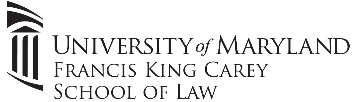 UNIVERSITY of MARYLAND
FRANCIS KING CAREY
SCHOOL OF LAW